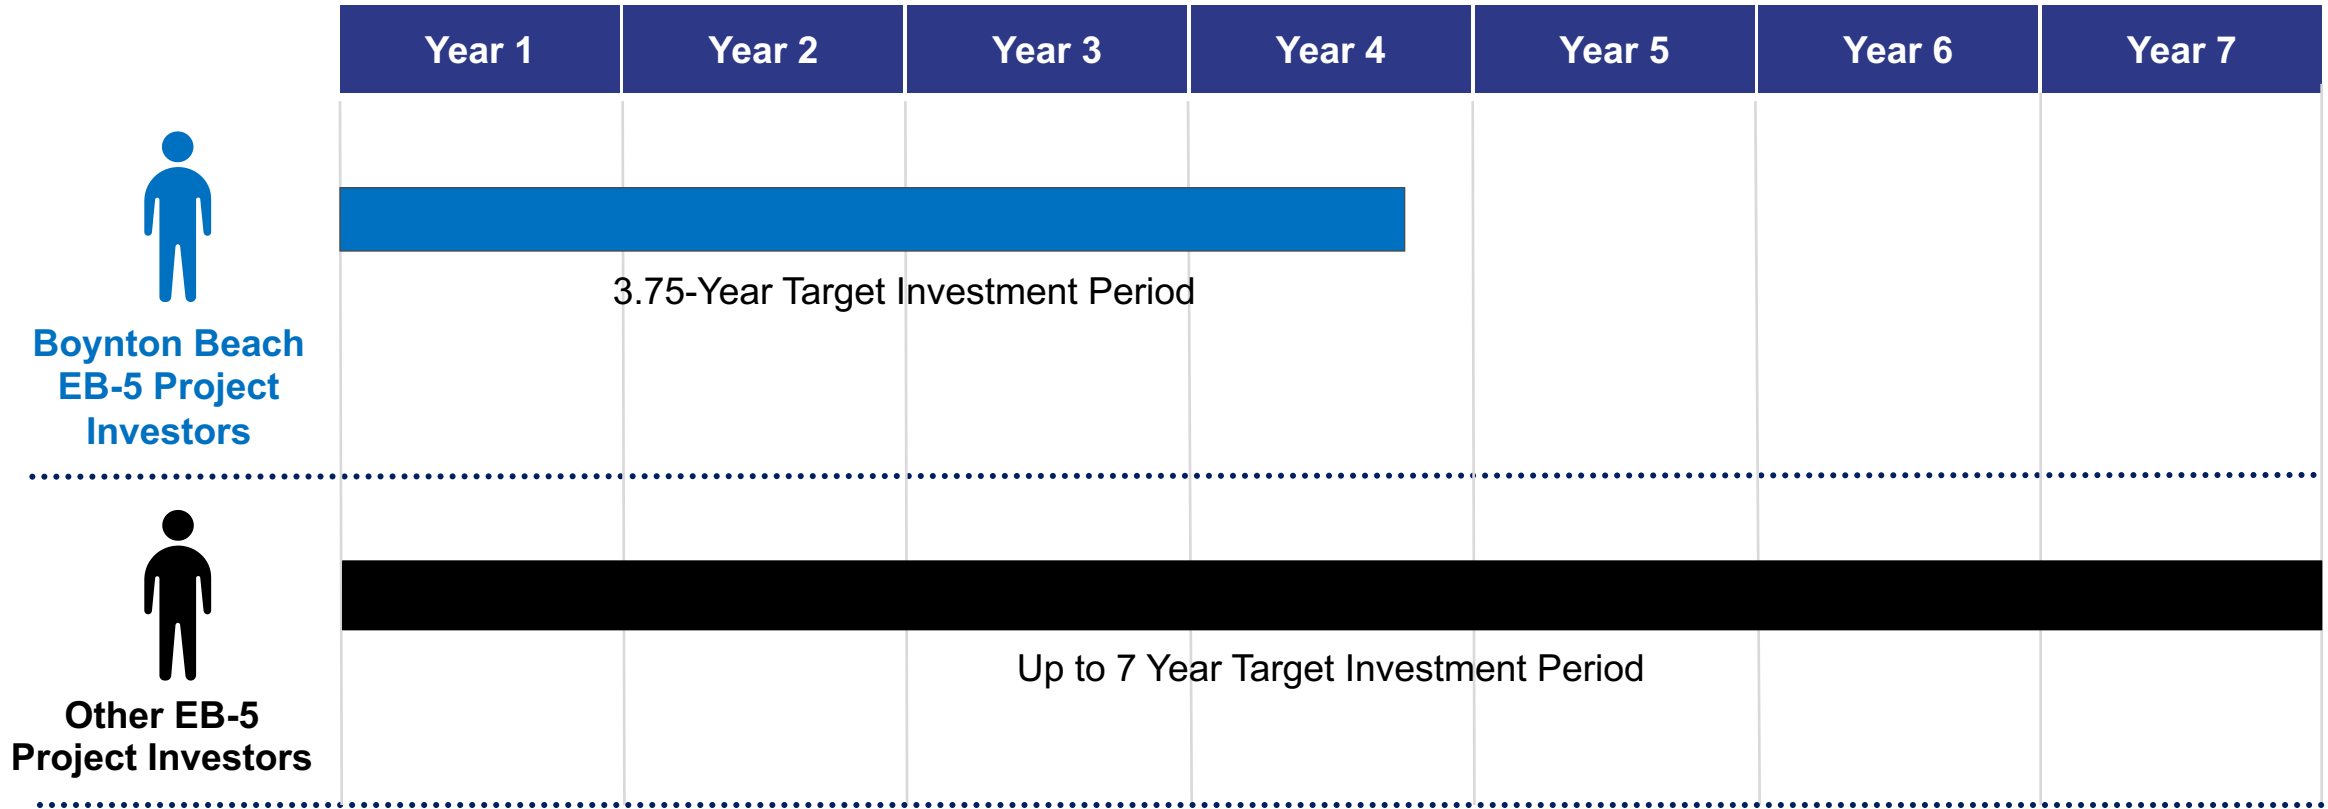 Year 1 Year 2 Year 3 Year 4 Year 5 Year 6 Year 7
3.75-Year Target Investment Period
Boynton Beach
EB-5 Project
Investors
Up to 7 Year Target Investment Period
Other EB-5
Project Investors